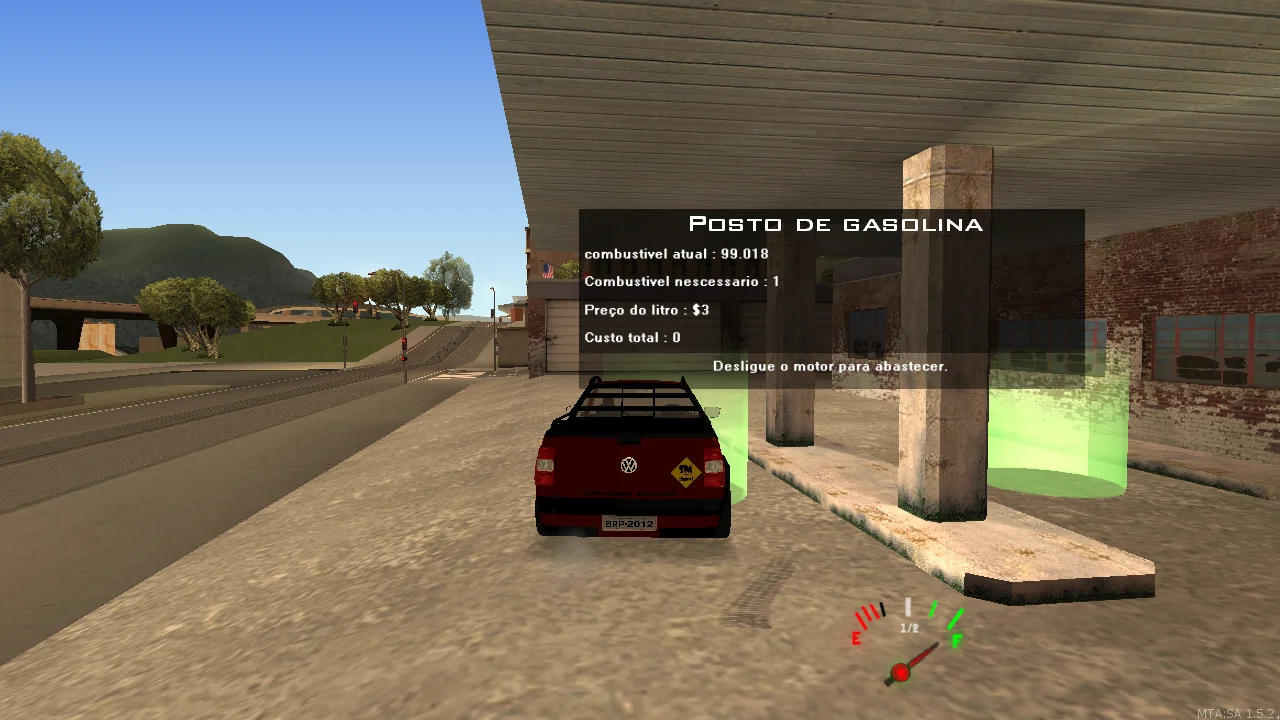 Posto de gasolina
combustivel atual : 99.018
Combustivel nescessario : 1
Preço do litro : $3
Custo total : 0
Desligue o motor para abastecer.
BRP-2012
E 1/2 F
MTA:SA 1.5.2